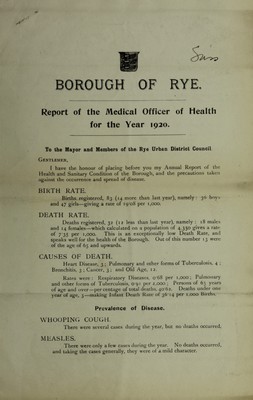 BOROUGH OF RYE.
Report of the Medical Officer of Health
for the Year 1920.
To the Mayor and Members of the Rye Urban District Council.
GENTLEMEN,
I have the honour of placing before you my Annual Report of the
Health and Sanitary Condition of the Borough, and the precautions taken
against the occurrence and spread of disease.
BIRTH RATE.
Births registered, 83 (14 more than last year), namely: 36 boys
and 47 girls—giving a rate of 19.08 per 1,000.
DEATH RATE.
Deaths registered, 32 (11 less than last year), namely: 18 males
and 14 females—which calculated on a population of 4,350 gives a rate
of 7.35 per 1,000. This is an exceptionally low Death Rate, and
speaks well for the health of the Borough. Out of this number 13 were
of the age of 65 and upwards.
CAUSES OF DEATH.
Heart Disease, 5; Pulmonary and other forms of Tuberculosis, 4;
Bronchitis, 3; Cancer, 3; and Old Age, 12
Rates were: Respiratory Diseases, 0.68 per 1,000; Pulmonary
and other forms of Tuberculosis, 0.91 per 1,000; Persons of 65 years
of age and over—per centage of total deaths, 40.62. Deaths under one
year of age, 3—making Infant Death Rate of 36.14 per 1,000 Births.
Prevalence of Disease.
WHOOPING COUGH.
There were several cases during the year, but no deaths occurred.
MEASLES.
There were only a few cases during the year. No deaths occurred,
and taking the cases generally, they were of a mild character.